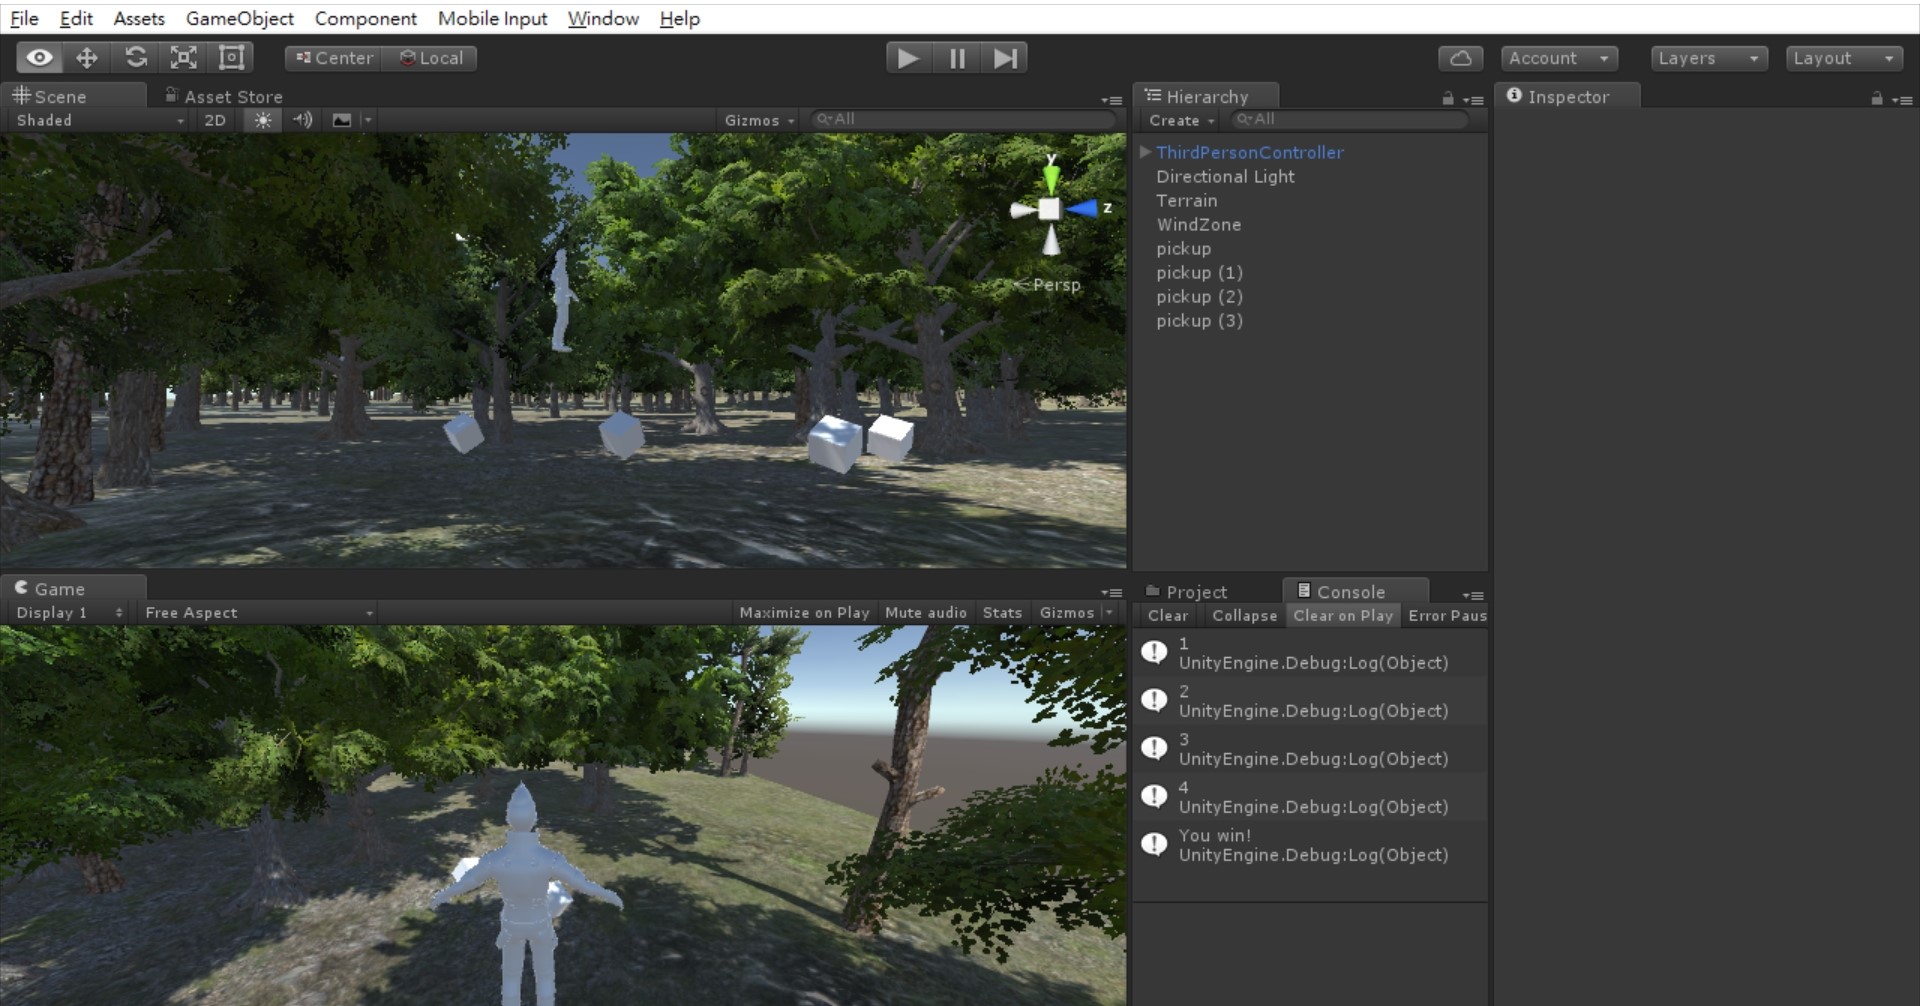 File Edit Assets GameObject Component Mobile Input Window Help
Center Local
Account Layers Layout
Scene Asset Store
Shaded 2D Gizmos All
y
z
Persp
Hierarchy
Create All
ThirdPersonController
Directional Light
Terrain
WindZone
pickup
pickup (1)
pickup (2)
pickup (3)
Inspector
Game
Display 1 Free Aspect Maximize on Play Mute audio Stats Gizmos
Project Console
Clear Collapse Clear on Play Error Paus
1
UnityEngine.Debug:Log(Object)
2
UnityEngine.Debug:Log(Object)
3
UnityEngine.Debug:Log(Object)
4
UnityEngine.Debug:Log(Object)
You win!
UnityEngine.Debug:Log(Object)